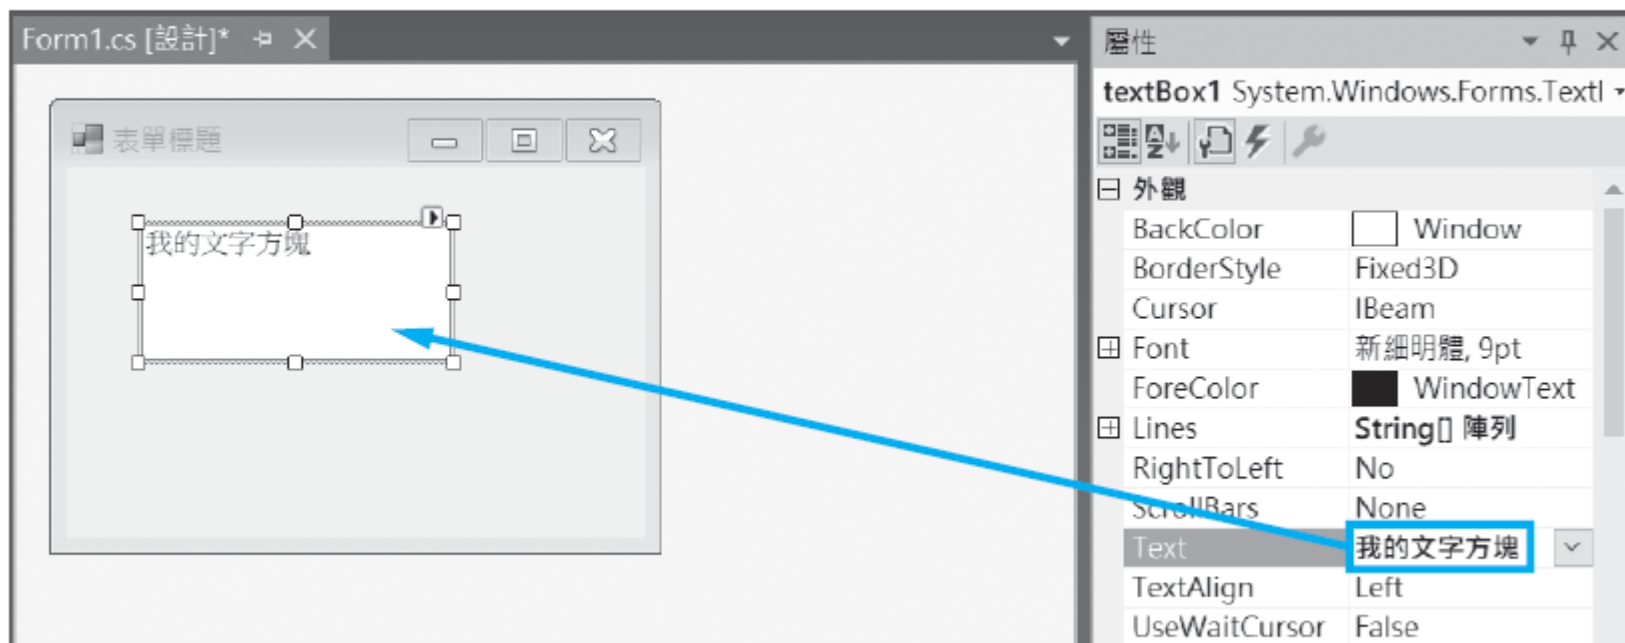 Form1.cs [設計]*
表單標題
我的文字方塊
屬性
textBox1 System.Windows.Forms.Textl
外觀
BackColor Window
BorderStyle Fixed3D
Cursor IBeam
Font 新細明體, 9pt
ForeColor WindowText
Lines String[] 陣列
RightToLeft No
ScrollBars None
Text 我的文字方塊
TextAlign Left
UseWaitCursor False